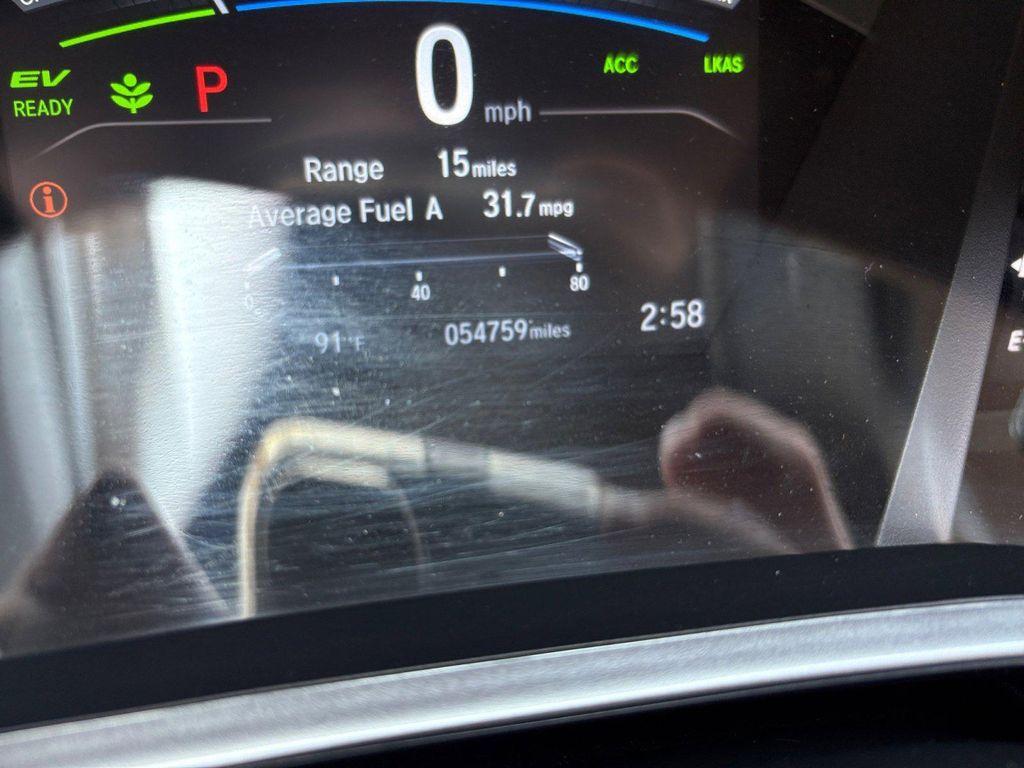 EV
READY
P
0 mph
ACC
LKAS
Range 15 miles
Average Fuel A 31.7 mpg
0 40 80
91°F
054759 miles
2:58